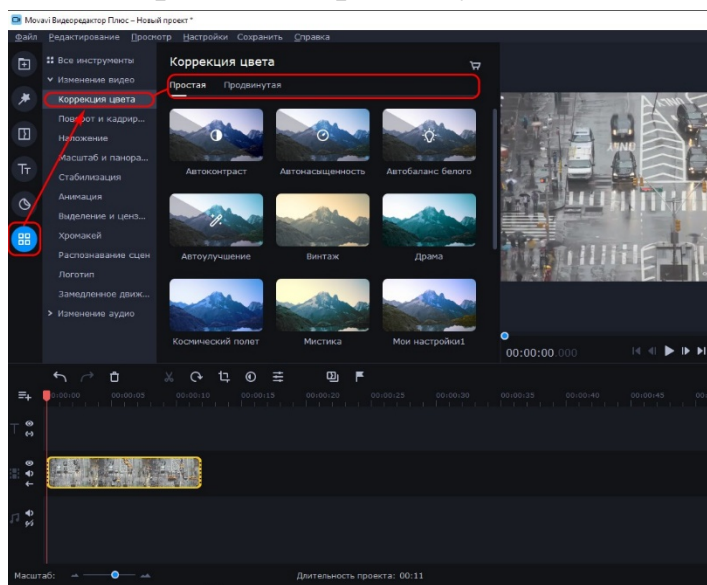 Movavi Видеоредактор Плюс – Новый проект *
Файл Редактирование Просмотр Настройки Сохранить Справка
Все инструменты
Изменение видео
Коррекция цвета
Поворот и кадрир...
Наложение
Масштаб и панора...
Стабилизация
Анимация
Выделение и ценз...
Хромакей
Распознавание сцен
Логотип
Замедленное движ...
Изменение аудио
Коррекция цвета
Простая Продвинутая
Автоконтраст Автонасыщенность Автобаланс белого
Автоулучшение Винтаж Драма
Космический полет Мистика Мои настройки1
00:00:00.000
00:00:00 00:00:05 00:00:10 00:00:15 00:00:20 00:00:25 00:00:30 00:00:35 00:00:40 00:00:45 00:
Масштаб: Длительность проекта: 00:11